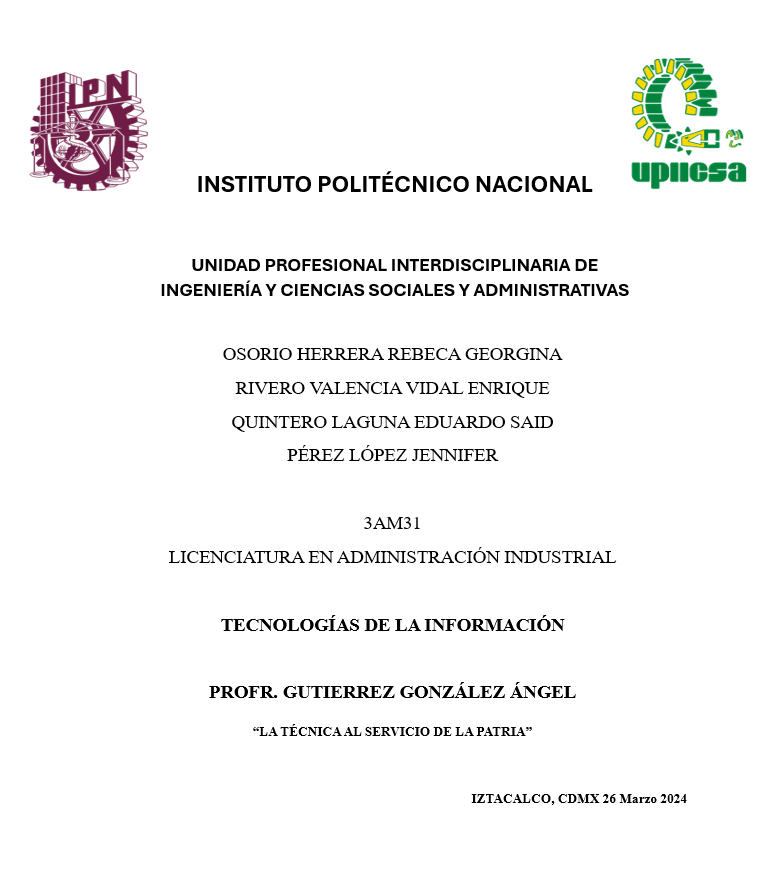 IPN
upiicsa
INSTITUTO POLITÉCNICO NACIONAL
UNIDAD PROFESIONAL INTERDISCIPLINARIA DE
INGENIERÍA Y CIENCIAS SOCIALES Y ADMINISTRATIVAS
OSORIO HERRERA REBECA GEORGINA
RIVERO VALENCIA VIDAL ENRIQUE
QUINTERO LAGUNA EDUARDO SAID
PÉREZ LÓPEZ JENNIFER
3AM31
LICENCIATURA EN ADMINISTRACIÓN INDUSTRIAL
TECNOLOGÍAS DE LA INFORMACIÓN
PROFR. GUTIERREZ GONZÁLEZ ÁNGEL
“LA TÉCNICA AL SERVICIO DE LA PATRIA”
IZTACALCO, CDMX 26 Marzo 2024